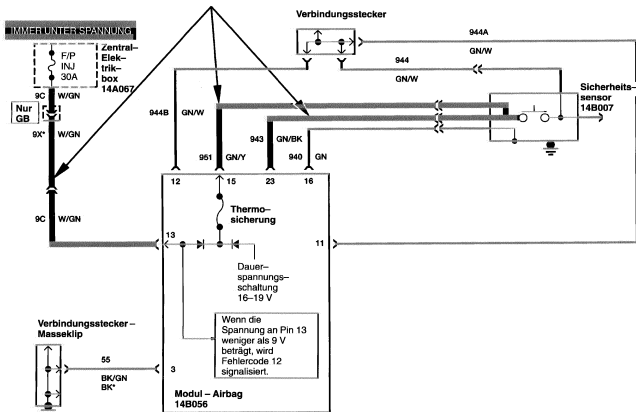 Verbindungsstecker
944A
GN/W
944
GN/W
IMMER UNTER SPANNUNG
F/P
INJ
30A
Zentral–
Elek–
trik–
box
14A067
9C W/GN
Nur
GB
9X* W/GN
9C W/GN
944B GN/W
951 GN/Y
943 GN/BK
940 GN
Sicherheits–
sensor
14B007
12
15
23
16
Thermo–
sicherung
13
11
Dauer–
spannungs–
schaltung
16–19 V
Wenn die
Spannung an Pin 13
weniger als 9 V
beträgt, wird
Fehlercode 12
signalisiert.
Verbindungsstecker –
Masseklip
55
BK/GN
BK*
3
Modul – Airbag
14B056